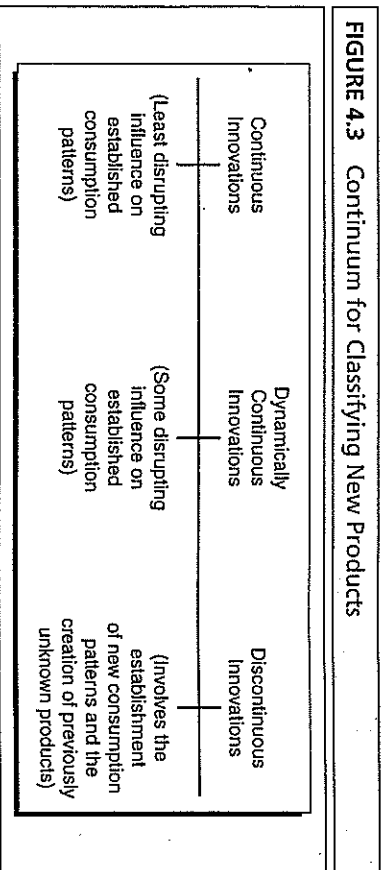 FIGURE 4.3 Continuum for Classifying New Products
Continuous
Innovations
(Least disrupting
influence on
established
consumption
patterns)
Dynamically
Continuous
Innovations
(Some disrupting
influence on
established
consumption
patterns)
Discontinuous
Innovations
(Involves the
establishment
of new consumption
patterns and the
creation of previously
unknown products)